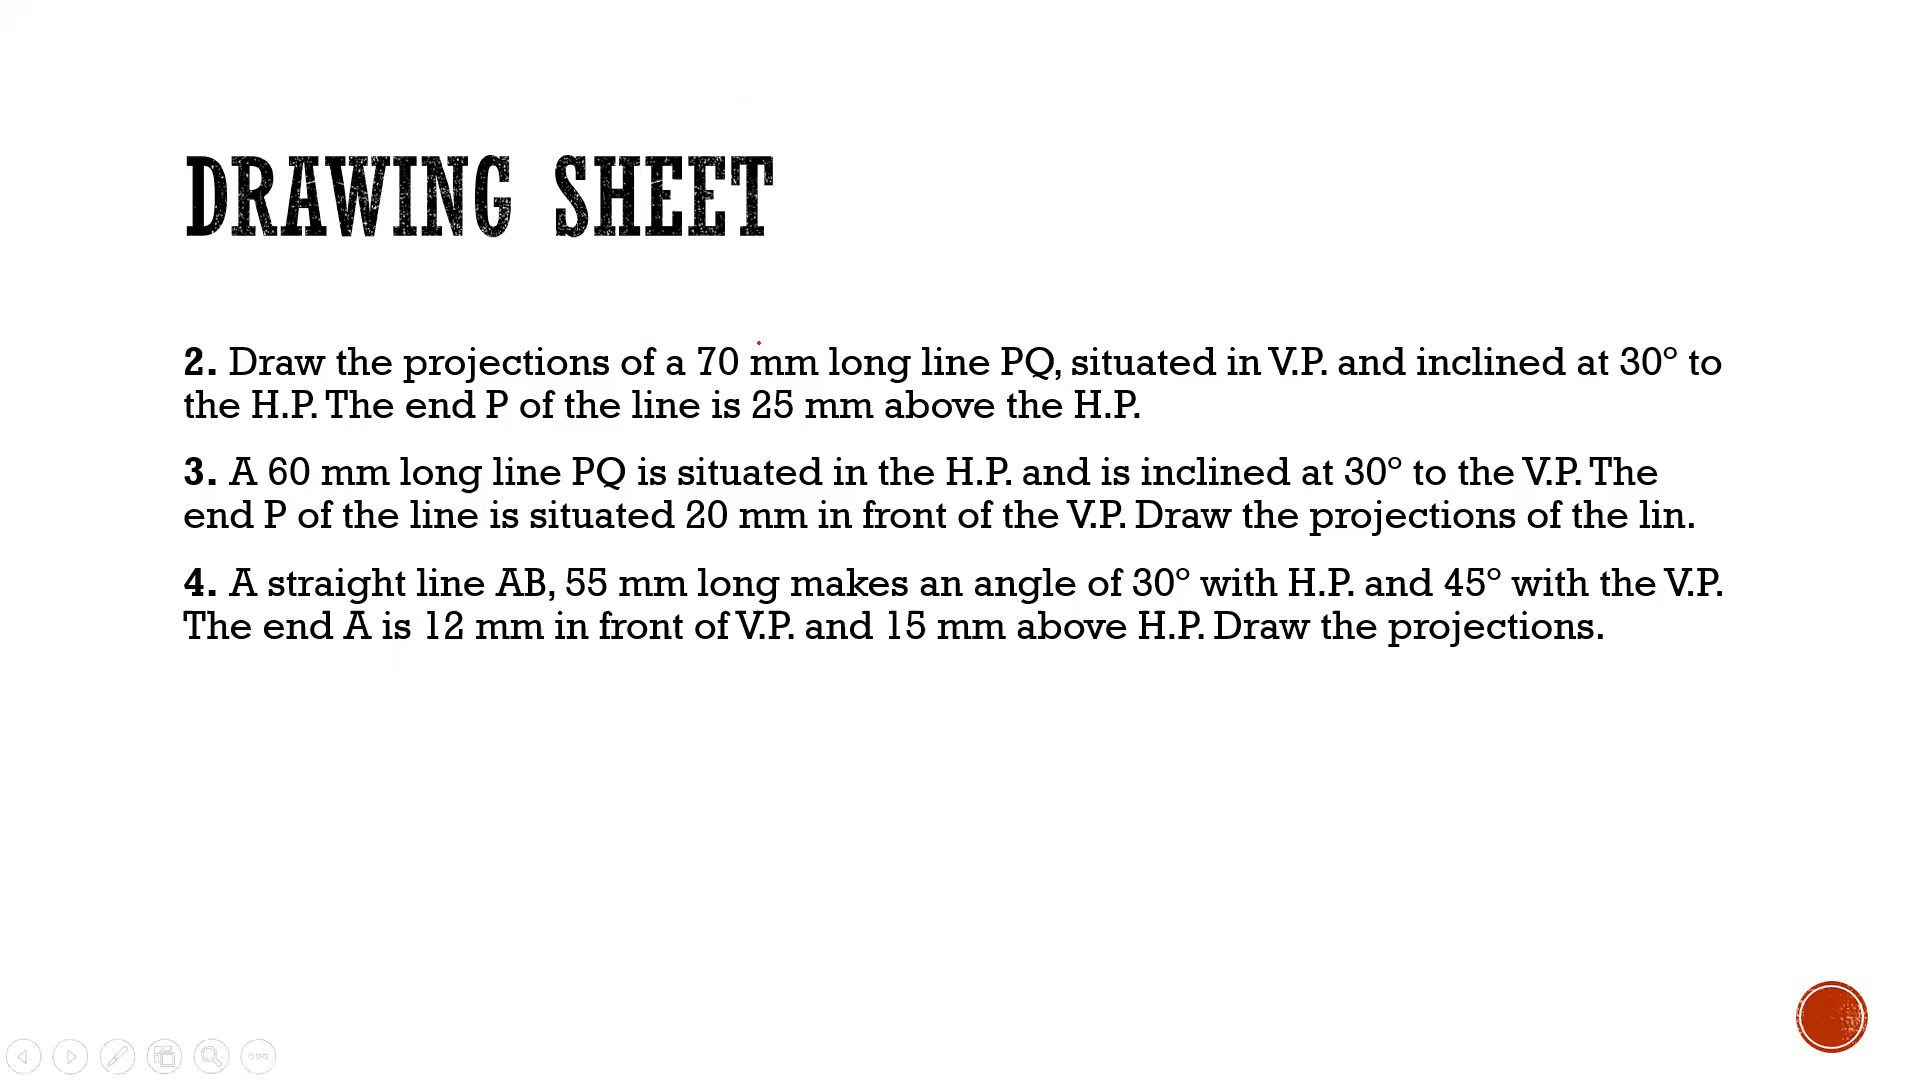 DRAWING SHEET
2. Draw the projections of a 70 mm long line PQ, situated in V.P. and inclined at 30º to
the H.P. The end P of the line is 25 mm above the H.P.
3. A 60 mm long line PQ is situated in the H.P. and is inclined at 30º to the V.P. The
end P of the line is situated 20 mm in front of the V.P. Draw the projections of the lin.
4. A straight line AB, 55 mm long makes an angle of 30º with H.P. and 45º with the V.P.
The end A is 12 mm in front of V.P. and 15 mm above H.P. Draw the projections.